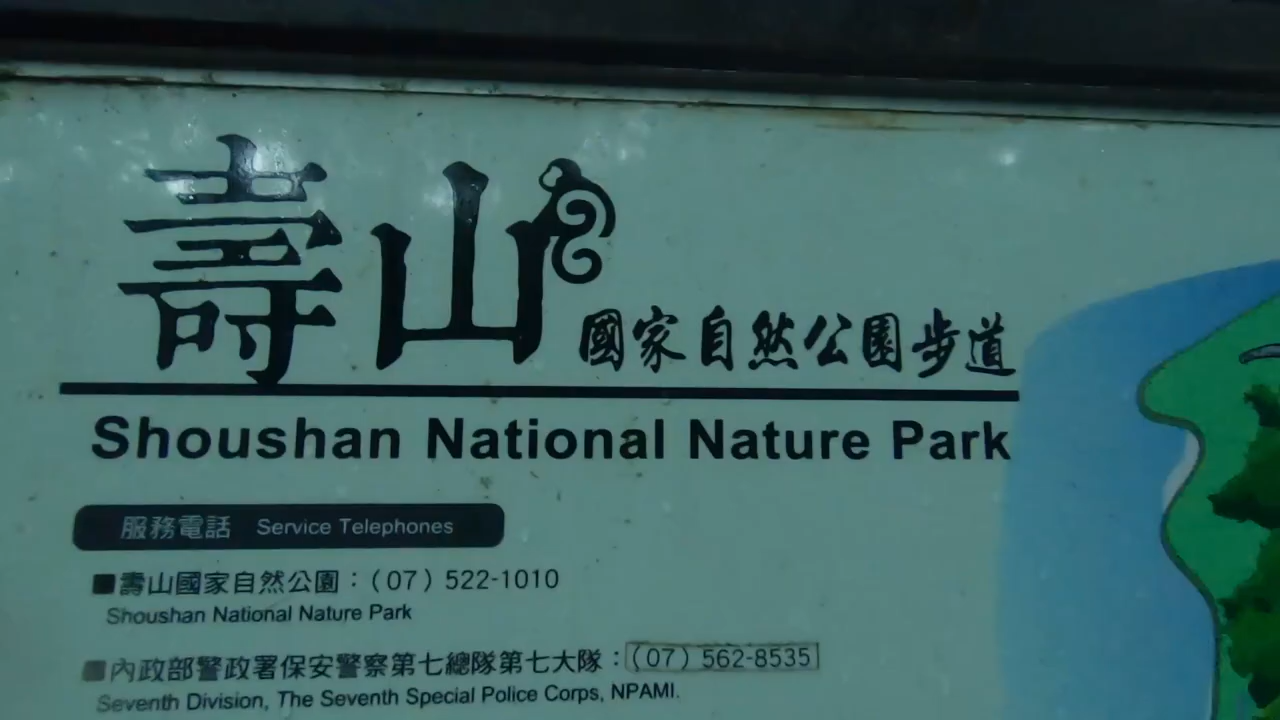 壽山 國家自然公園步道
Shoushan National Nature Park
服務電話 Service Telephones
■壽山國家自然公園：(07) 522-1010
Shoushan National Nature Park
■內政部警政署保安警察第七總隊第七大隊：(07) 562-8535
Seventh Division, The Seventh Special Police Corps, NPAMI.